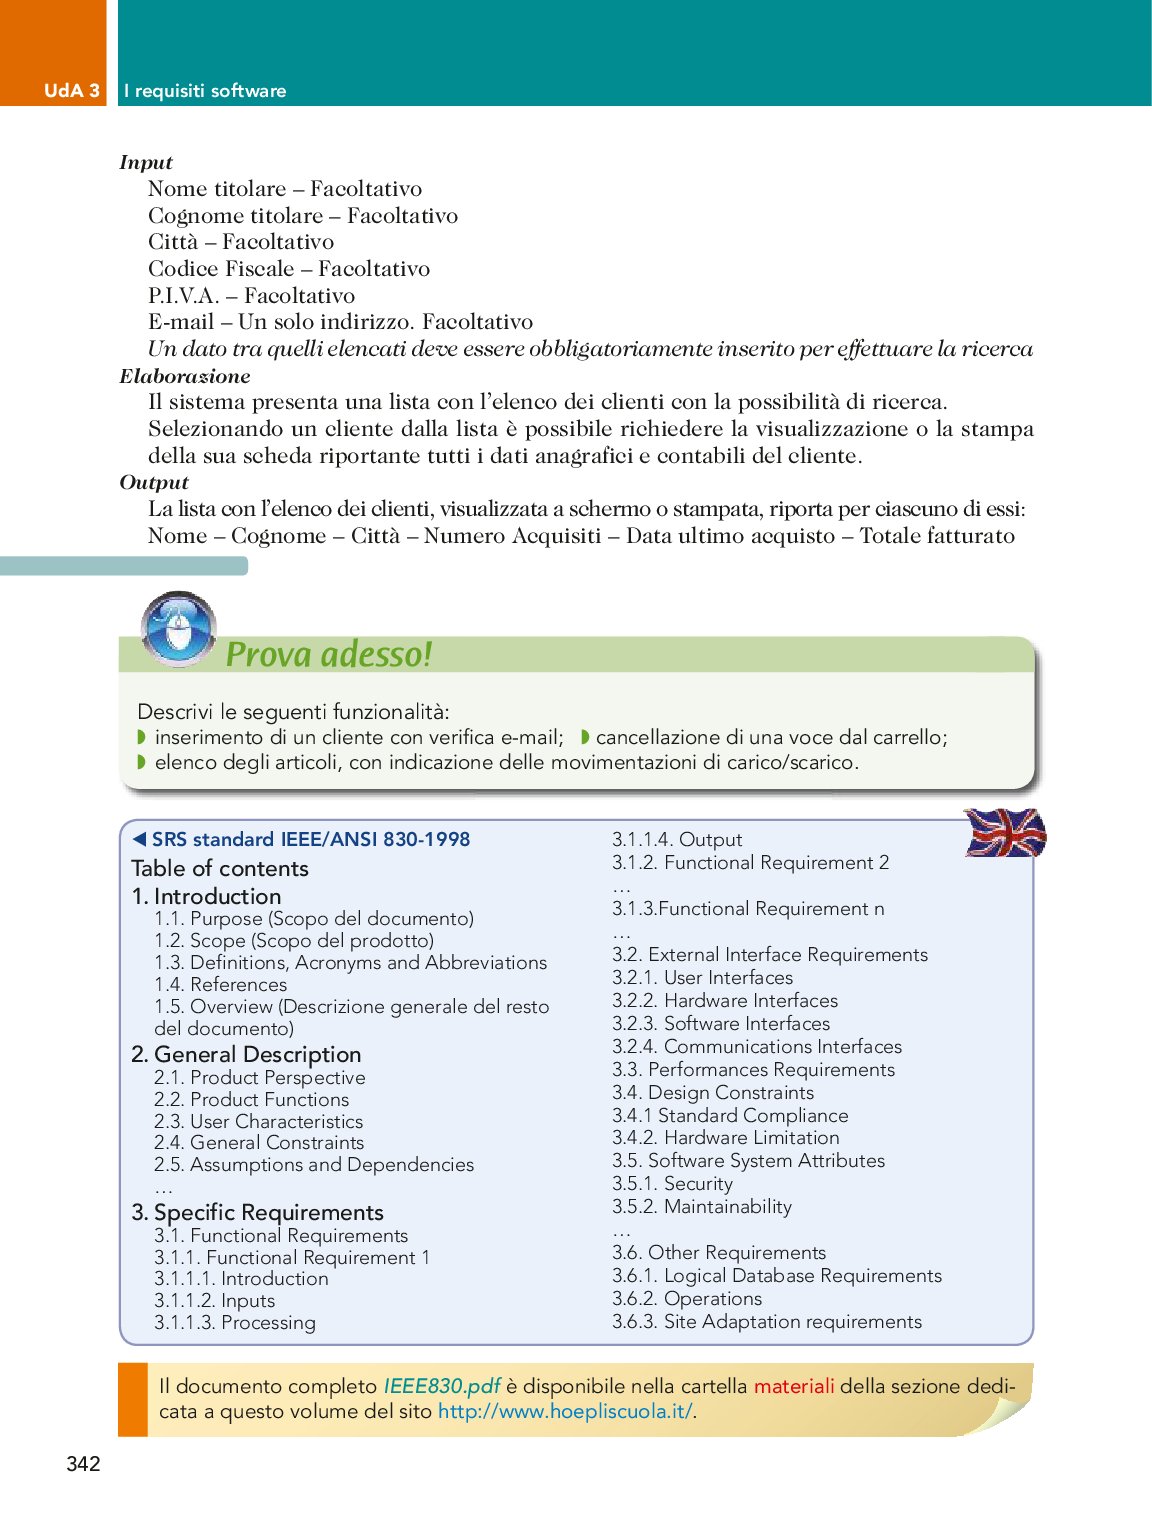 UdA 3
I requisiti software
Input
Nome titolare – Facoltativo
Cognome titolare – Facoltativo
Città – Facoltativo
Codice Fiscale – Facoltativo
P.I.V.A. – Facoltativo
E-mail – Un solo indirizzo. Facoltativo
Un dato tra quelli elencati deve essere obbligatoriamente inserito per effettuare la ricerca
Elaborazione
Il sistema presenta una lista con l'elenco dei clienti con la possibilità di ricerca.
Selezionando un cliente dalla lista è possibile richiedere la visualizzazione o la stampa
della sua scheda riportante tutti i dati anagrafici e contabili del cliente.
Output
La lista con l'elenco dei clienti, visualizzata a schermo o stampata, riporta per ciascuno di essi:
Nome – Cognome – Città – Numero Acquisiti – Data ultimo acquisto – Totale fatturato
Prova adesso!
Descrivi le seguenti funzionalità:
◗ inserimento di un cliente con verifica e-mail; ◗ cancellazione di una voce dal carrello;
◗ elenco degli articoli, con indicazione delle movimentazioni di carico/scarico.
◀ SRS standard IEEE/ANSI 830-1998
Table of contents
1. Introduction
1.1. Purpose (Scopo del documento)
1.2. Scope (Scopo del prodotto)
1.3. Definitions, Acronyms and Abbreviations
1.4. References
1.5. Overview (Descrizione generale del resto
del documento)
2. General Description
2.1. Product Perspective
2.2. Product Functions
2.3. User Characteristics
2.4. General Constraints
2.5. Assumptions and Dependencies
…
3. Specific Requirements
3.1. Functional Requirements
3.1.1. Functional Requirement 1
3.1.1.1. Introduction
3.1.1.2. Inputs
3.1.1.3. Processing
3.1.1.4. Output
3.1.2. Functional Requirement 2
…
3.1.3.Functional Requirement n
…
3.2. External Interface Requirements
3.2.1. User Interfaces
3.2.2. Hardware Interfaces
3.2.3. Software Interfaces
3.2.4. Communications Interfaces
3.3. Performances Requirements
3.4. Design Constraints
3.4.1 Standard Compliance
3.4.2. Hardware Limitation
3.5. Software System Attributes
3.5.1. Security
3.5.2. Maintainability
…
3.6. Other Requirements
3.6.1. Logical Database Requirements
3.6.2. Operations
3.6.3. Site Adaptation requirements
Il documento completo IEEE830.pdf è disponibile nella cartella materiali della sezione dedi-
cata a questo volume del sito http://www.hoepliscuola.it/.
342